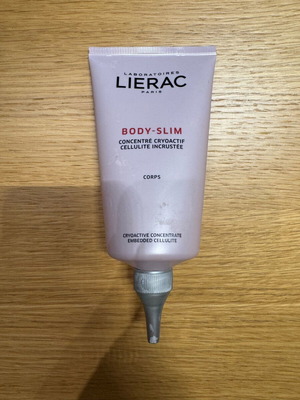 LABORATOIRES
LIERAC
PARIS
BODY-SLIM
CONCENTRÉ CRYOACTIF
CELLULITE INCRUSTÉE
CORPS
CRYOACTIVE CONCENTRATE
EMBEDDED CELLULITE